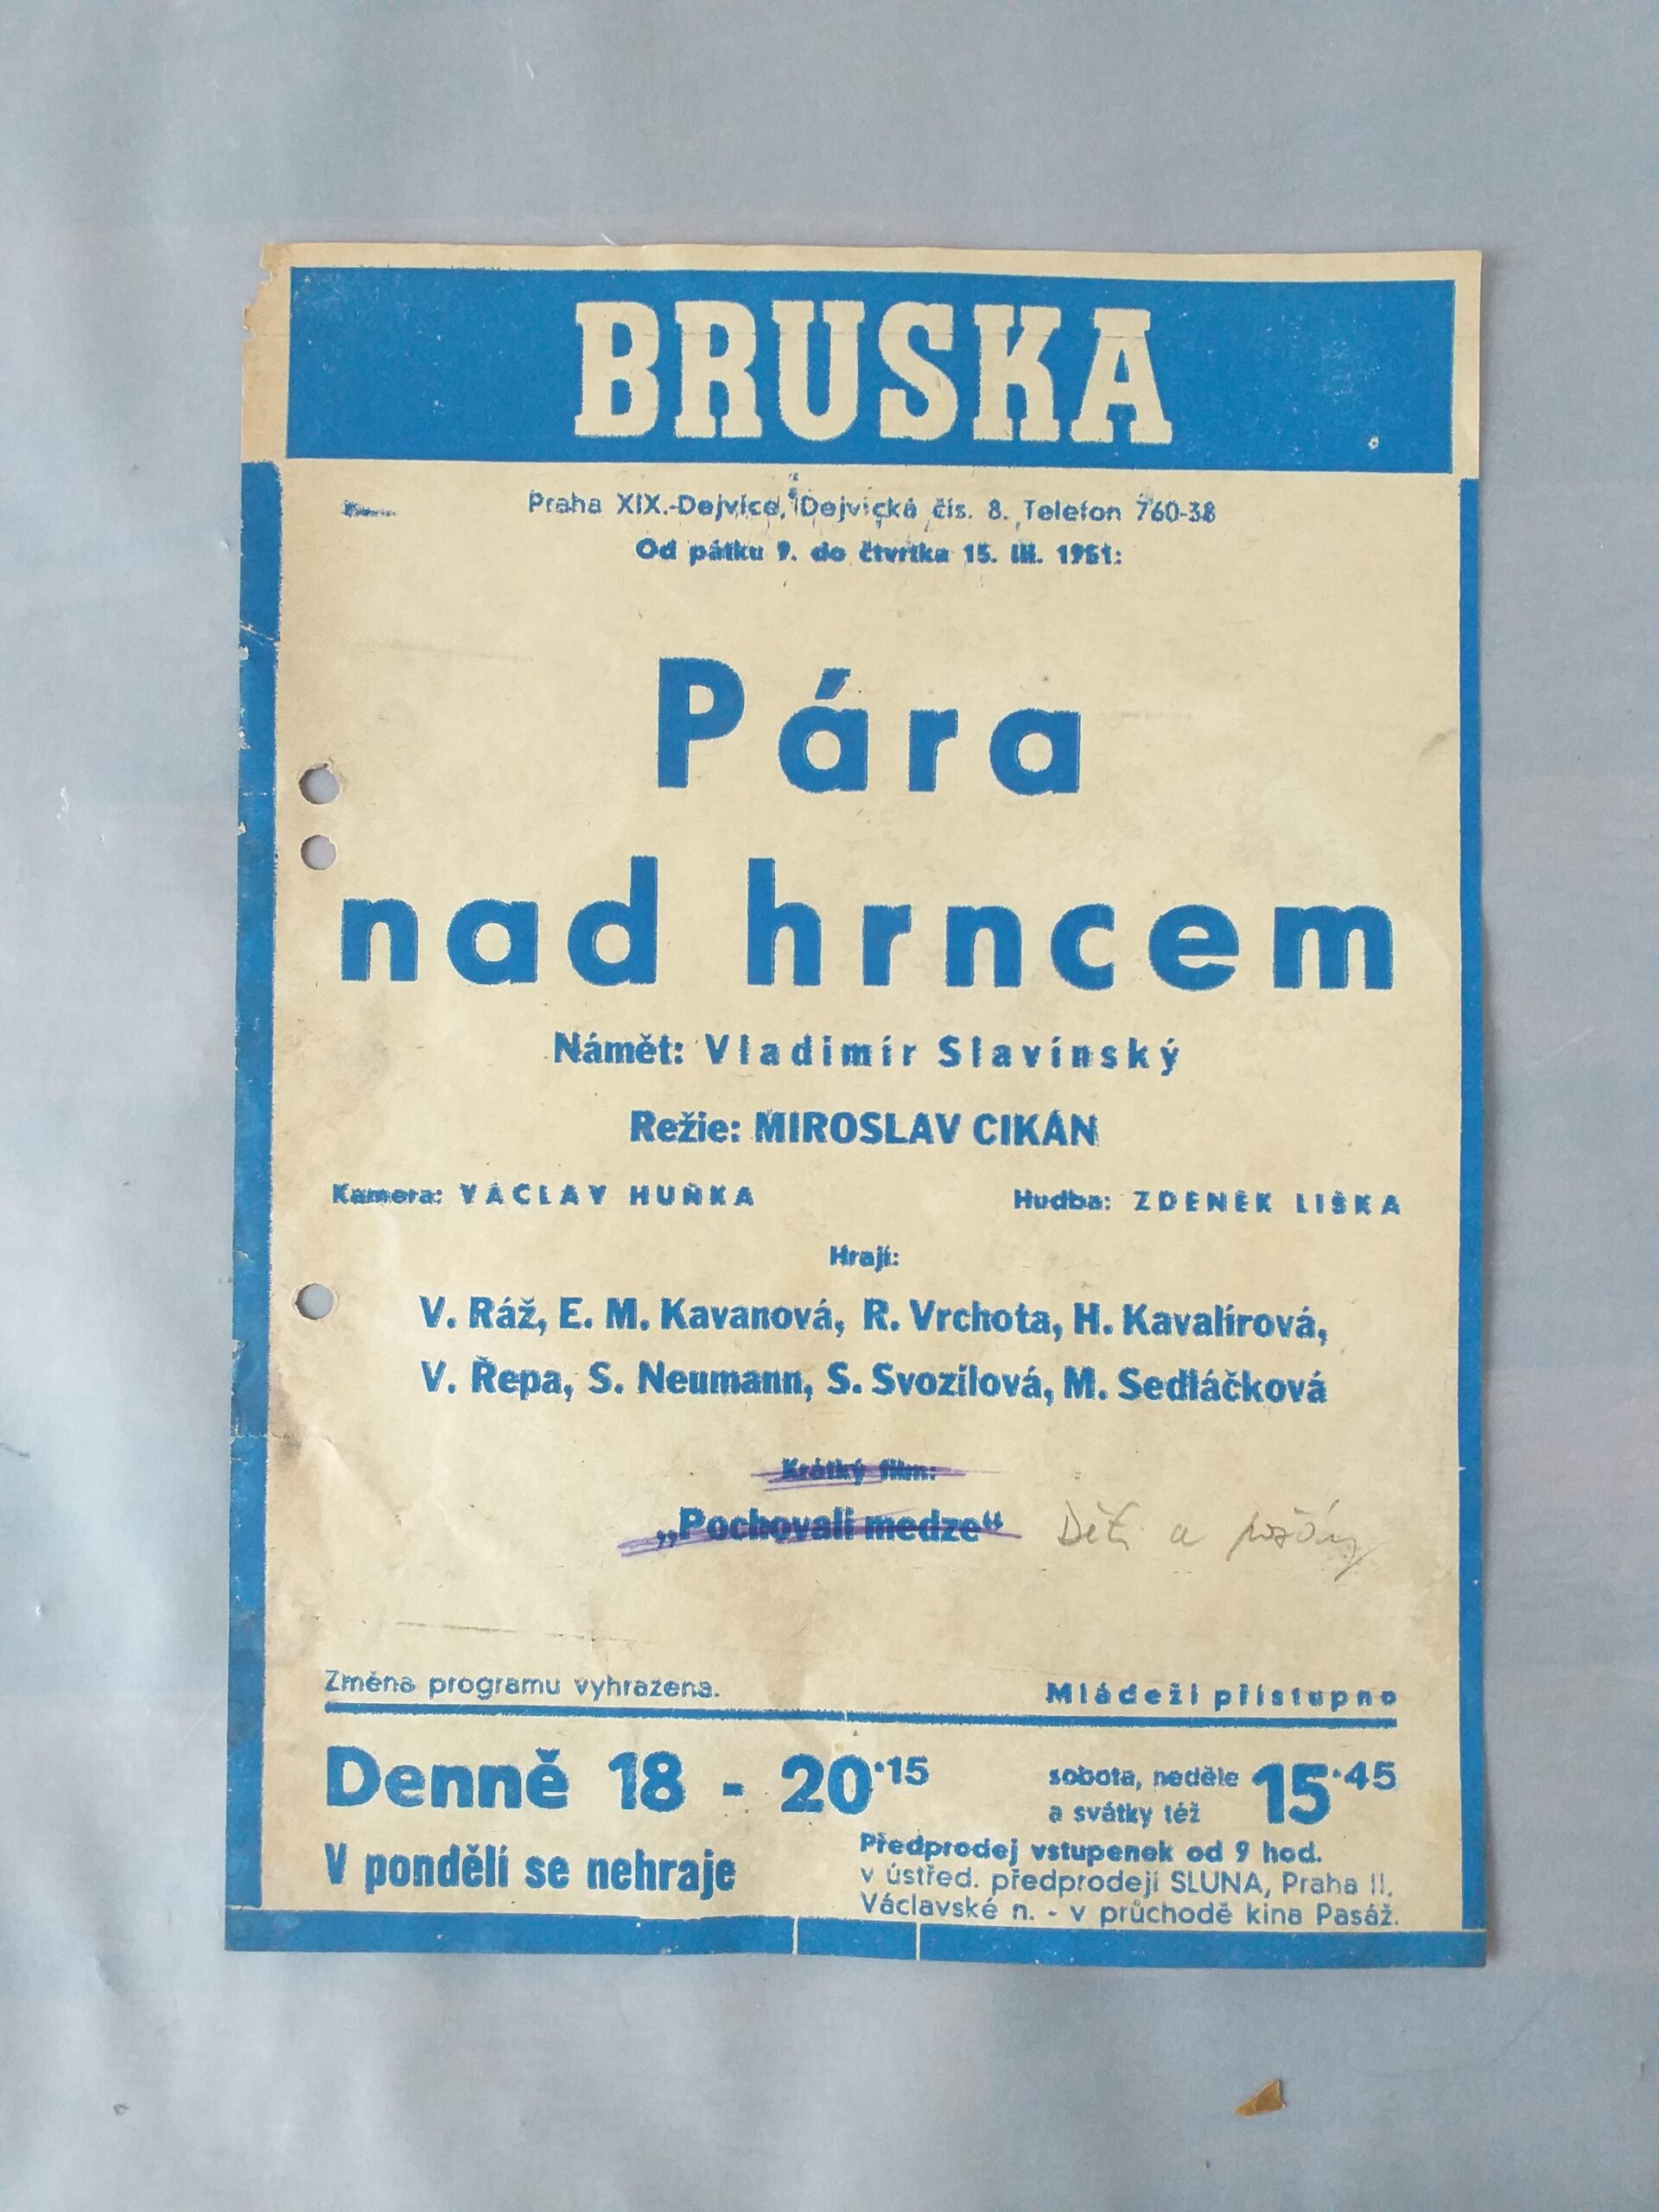 BRUSKA
Praha XIX.-Dejvice, Dejvická čís. 8. Telefon 760-38
Od pátku 9. do čtvrtka 15. III. 1951:
Pára
nad hrncem
Námět: Vladimír Slavínský
Režie: MIROSLAV CIKÁN
Kamera: VÁCLAV HUŇKA Hudba: ZDENĚK LIŠKA
Hrají:
V. Ráž, E. M. Kavanová, R. Vrchota, H. Kavalírová,
V. Řepa, S. Neumann, S. Svozilová, M. Sedláčková
Krátký film:
„Pochovali medze“ Děti a
Změna programu vyhrazena. Mládeži přístupno
Denně 18 - 20·15 sobota, neděle a svátky též 15·45
V pondělí se nehraje
Předprodej vstupenek od 9 hod.
v ústřed. předprodeji SLUNA, Praha II.
Václavské n. - v průchodě kina Pasáž.